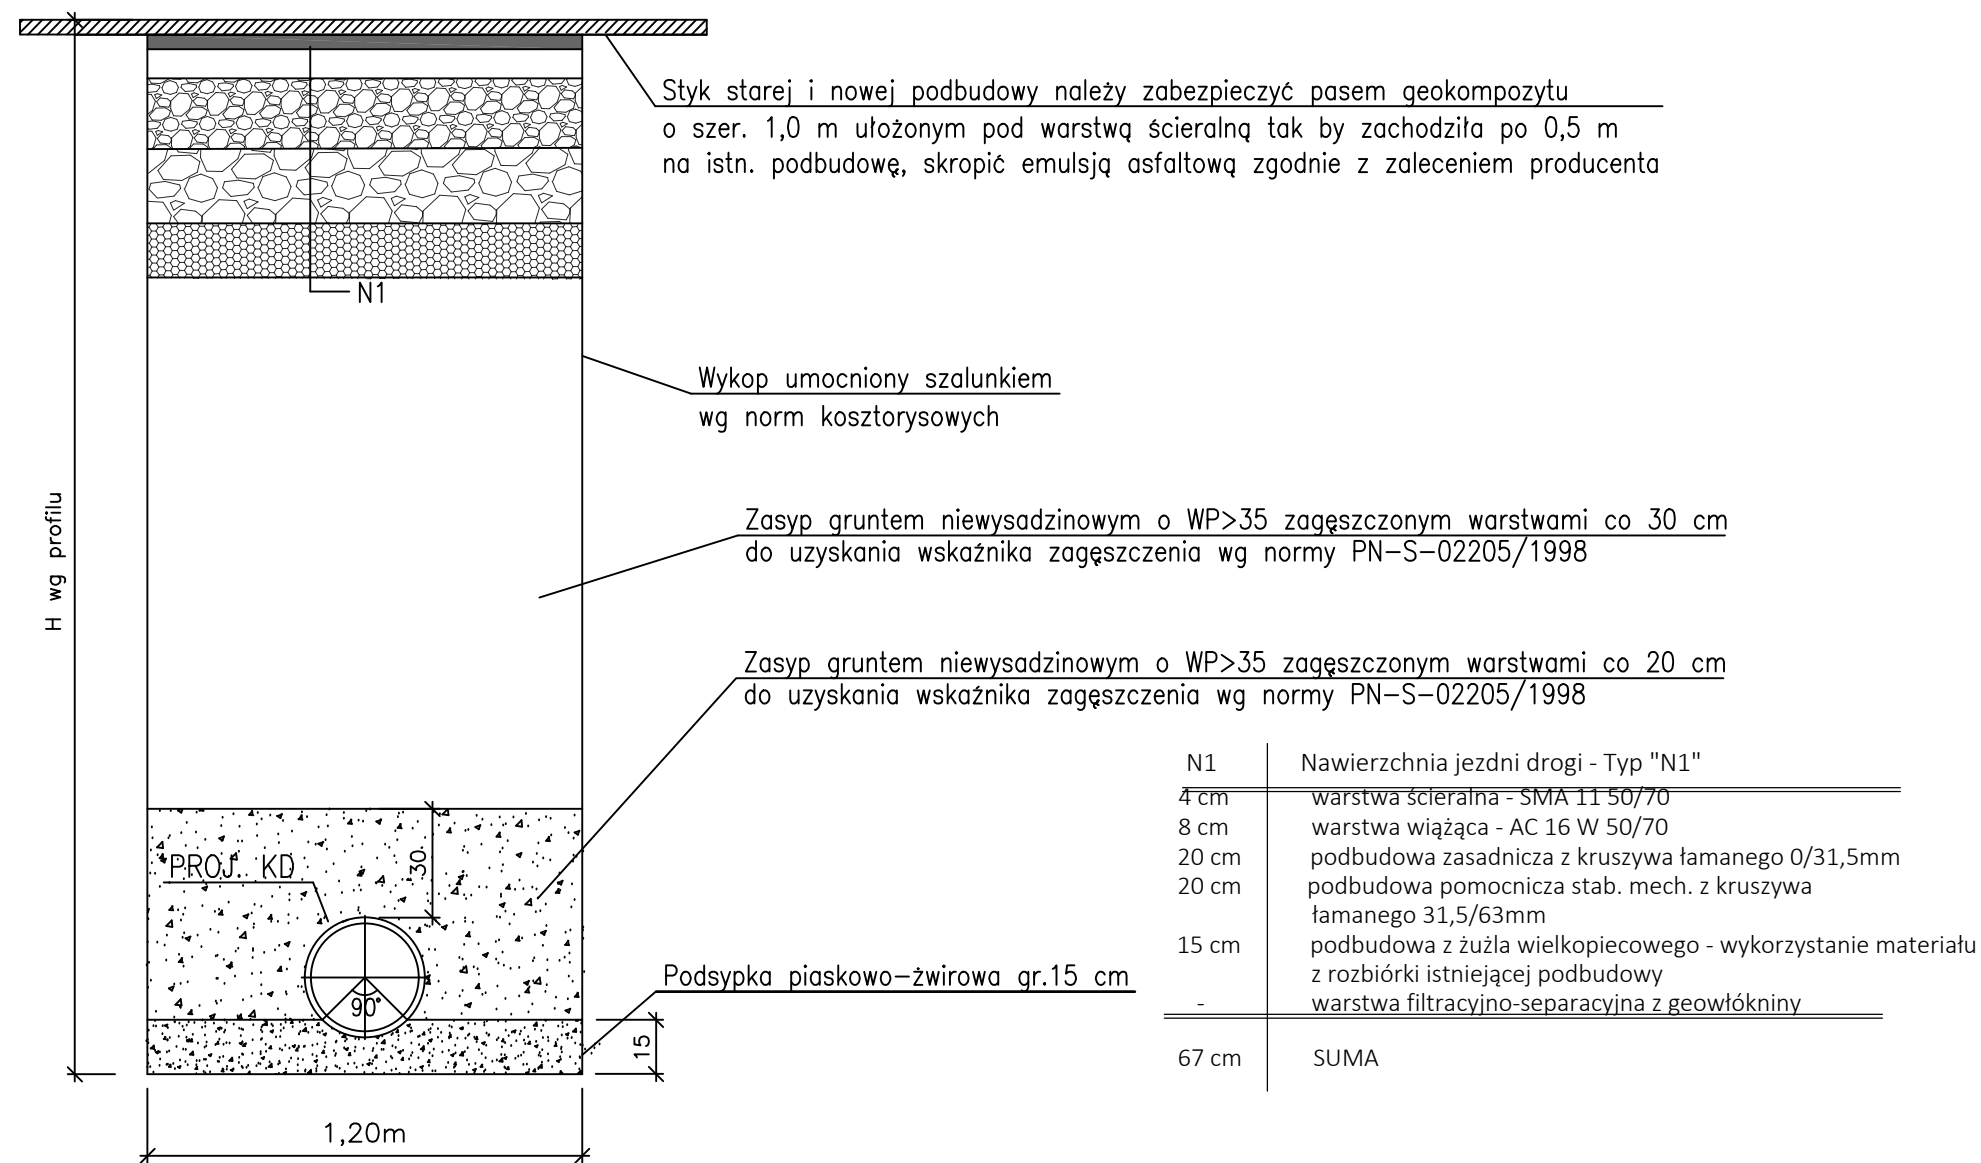 Styk starej i nowej podbudowy należy zabezpieczyć pasem geokompozytu
o szer. 1,0 m ułożonym pod warstwą ścieralną tak by zachodziła po 0,5 m
na istn. podbudowę, skropić emulsją asfaltową zgodnie z zaleceniem producenta
N1
Wykop umocniony szalunkiem
wg norm kosztorysowych
H wg profilu
Zasyp gruntem niewysadzinowym o WP>35 zagęszczonym warstwami co 30 cm
do uzyskania wskaźnika zagęszczenia wg normy PN-S-02205/1998
Zasyp gruntem niewysadzinowym o WP>35 zagęszczonym warstwami co 20 cm
do uzyskania wskaźnika zagęszczenia wg normy PN-S-02205/1998
N1 Nawierzchnia jezdni drogi - Typ "N1"
4 cm warstwa ścieralna - SMA 11 50/70
8 cm warstwa wiążąca - AC 16 W 50/70
20 cm podbudowa zasadnicza z kruszywa łamanego 0/31,5mm
20 cm podbudowa pomocnicza stab. mech. z kruszywa
łamanego 31,5/63mm
15 cm podbudowa z żużla wielkopiecowego - wykorzystanie materiału
z rozbiórki istniejącej podbudowy
- warstwa filtracyjno-separacyjna z geowłókniny
67 cm SUMA
PROJ. KD
30
90°
Podsypka piaskowo-żwirowa gr.15 cm
15
1,20m